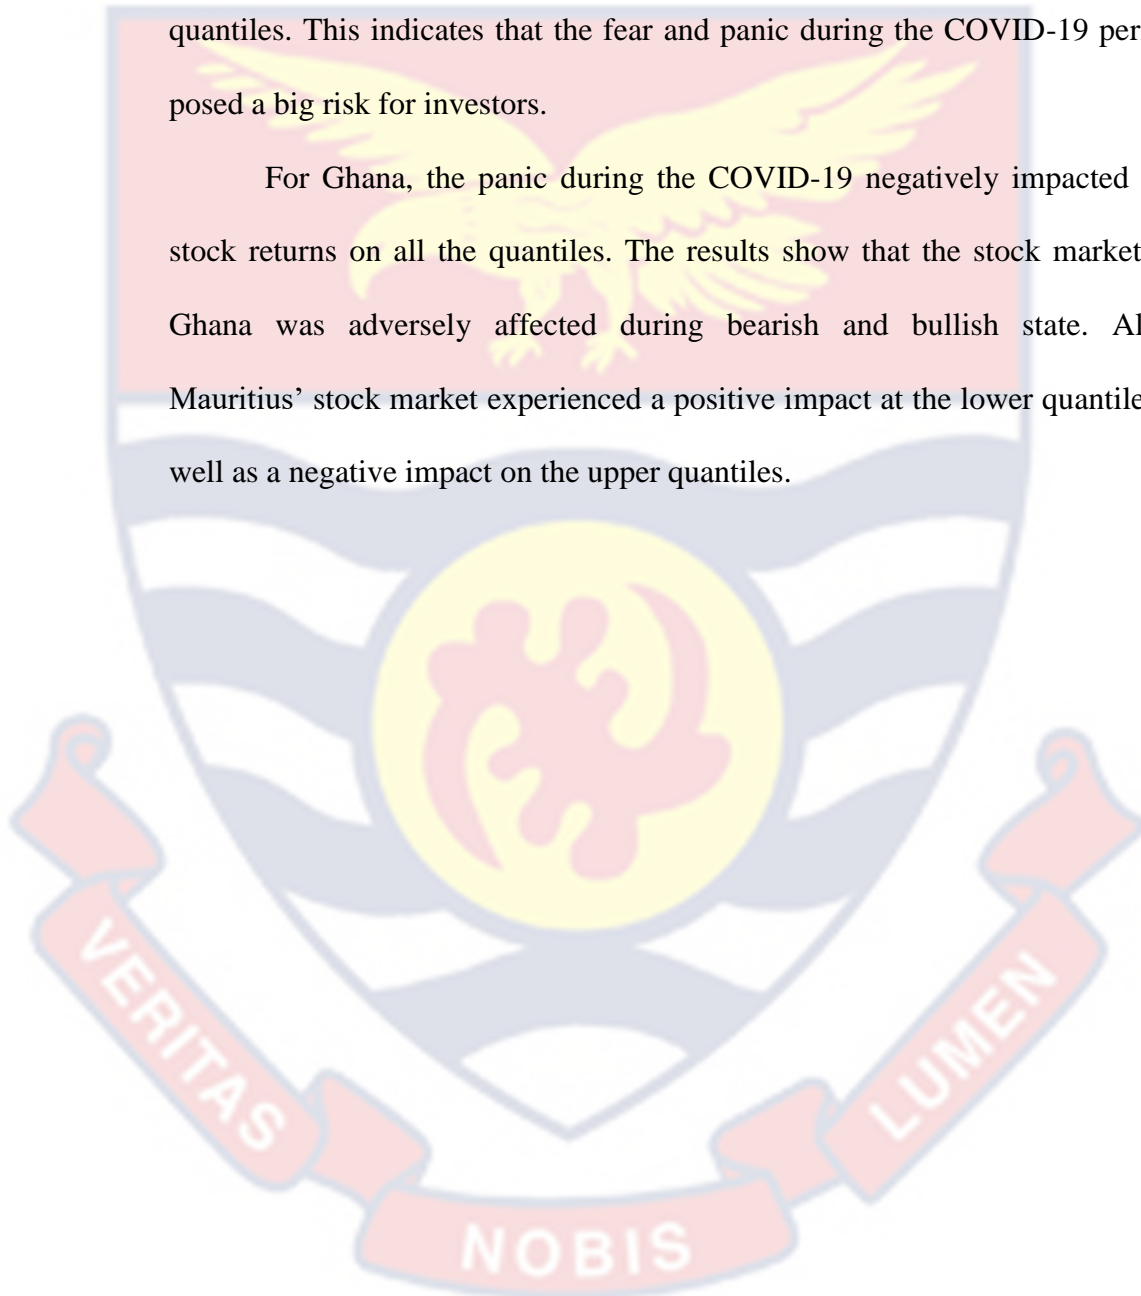 quantiles. This indicates that the fear and panic during the COVID-19 per
posed a big risk for investors.
For Ghana, the panic during the COVID-19 negatively impacted
stock returns on all the quantiles. The results show that the stock market
Ghana was adversely affected during bearish and bullish state. Al
Mauritius’ stock market experienced a positive impact at the lower quantile
well as a negative impact on the upper quantiles.
VERITAS
NOBIS
LUMEN